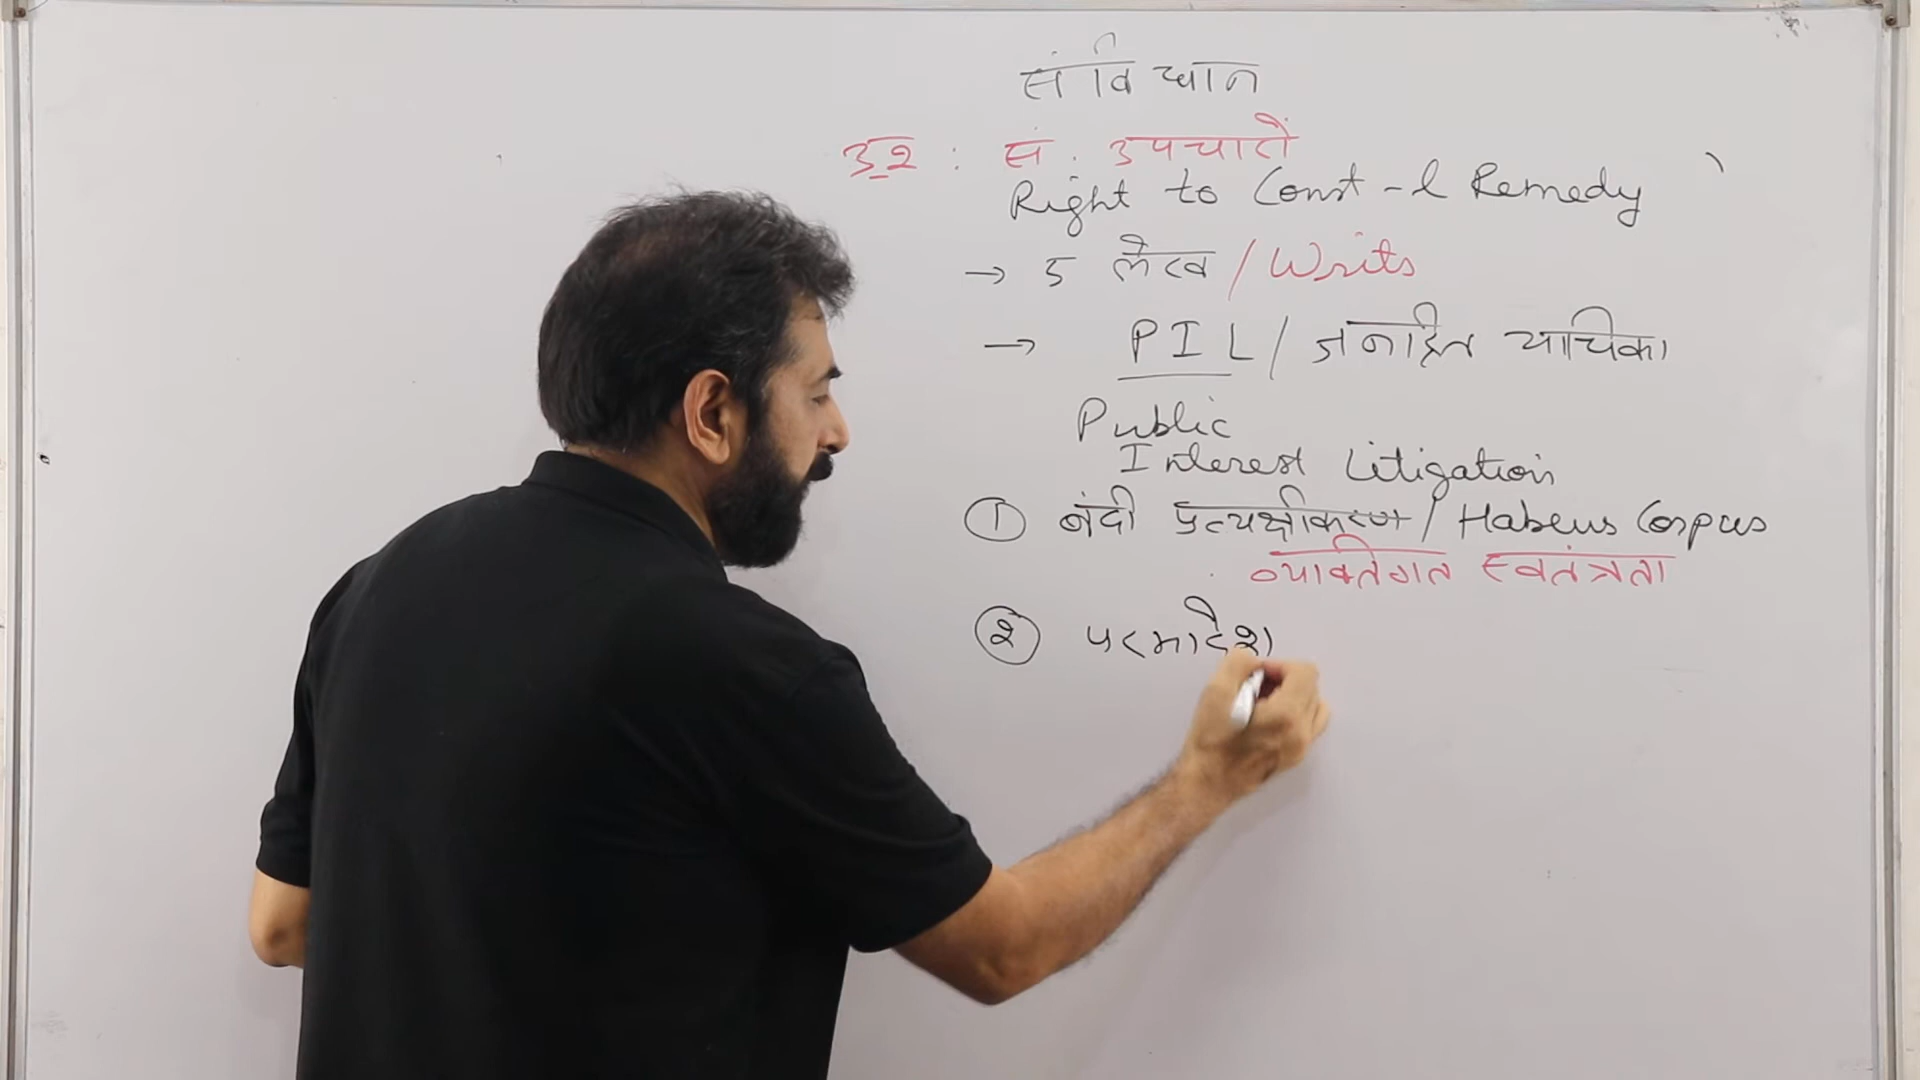 संविधान
३२ : सं. उपचारों
Right to Const-l Remedy
→ 5 लेख / Writs
→ PIL / जनहित याचिका
Public
Interest Litigation
① बंदी प्रत्यक्षीकरण / Habeus Corpus
व्यक्तिगत स्वतंत्रता
② परमादेश